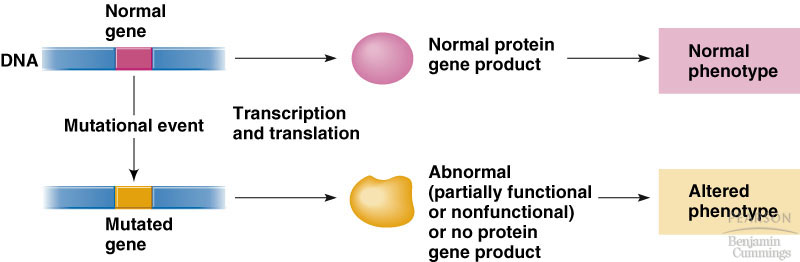 Normal
gene
DNA
Normal protein
gene product
Normal
phenotype
Mutational event
Transcription
and translation
Mutated
gene
Abnormal
(partially functional
or nonfunctional)
or no protein
gene product
Altered
phenotype
PEARSON
Benjamin
Cummings